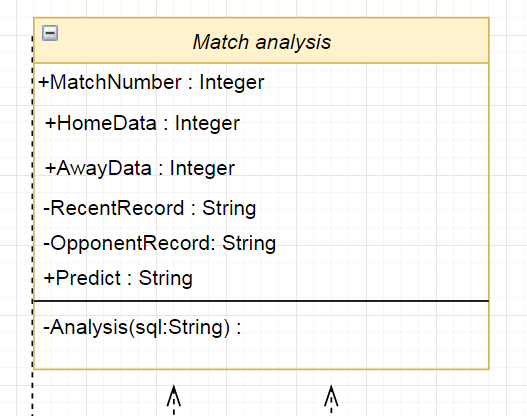 Match analysis
+MatchNumber : Integer
+HomeData : Integer
+AwayData : Integer
-RecentRecord : String
-OpponentRecord: String
+Predict : String
-Analysis(sql:String) :